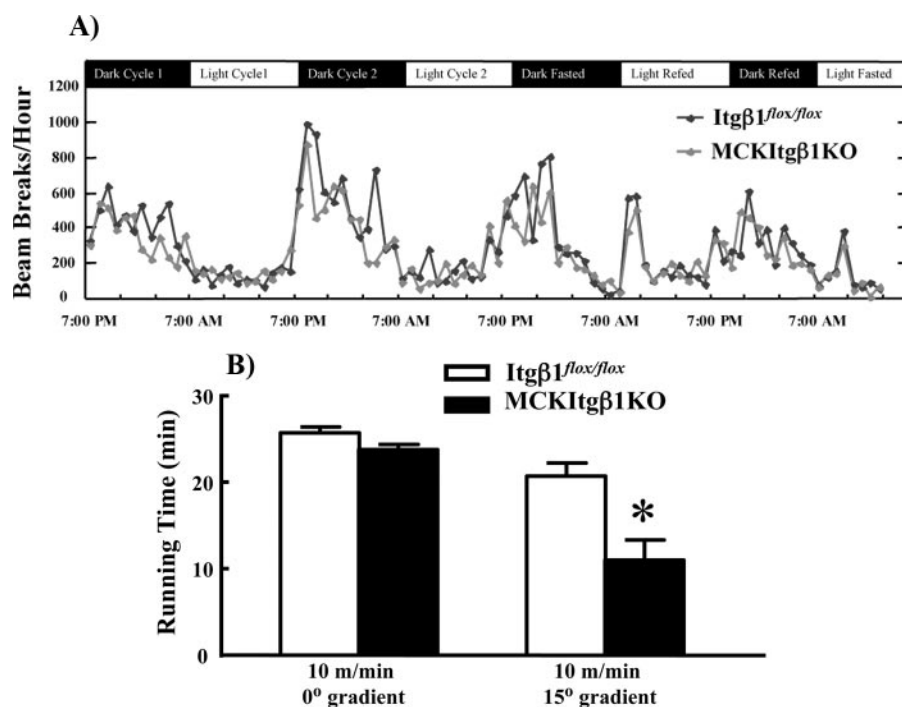 A)
Dark Cycle 1 Light Cycle1 Dark Cycle 2 Light Cycle 2 Dark Fasted Light Refed Dark Refed Light Fasted
1200
1000
800
600
400
200
0
Beam Breaks/Hour
Itgβ1flox/flox
MCKItgβ1KO
7:00 PM 7:00 AM 7:00 PM 7:00 AM 7:00 PM 7:00 AM 7:00 PM 7:00 AM
B)
Itgβ1flox/flox
MCKItgβ1KO
30
20
10
0
Running Time (min)
*
10 m/min 10 m/min
0° gradient 15° gradient